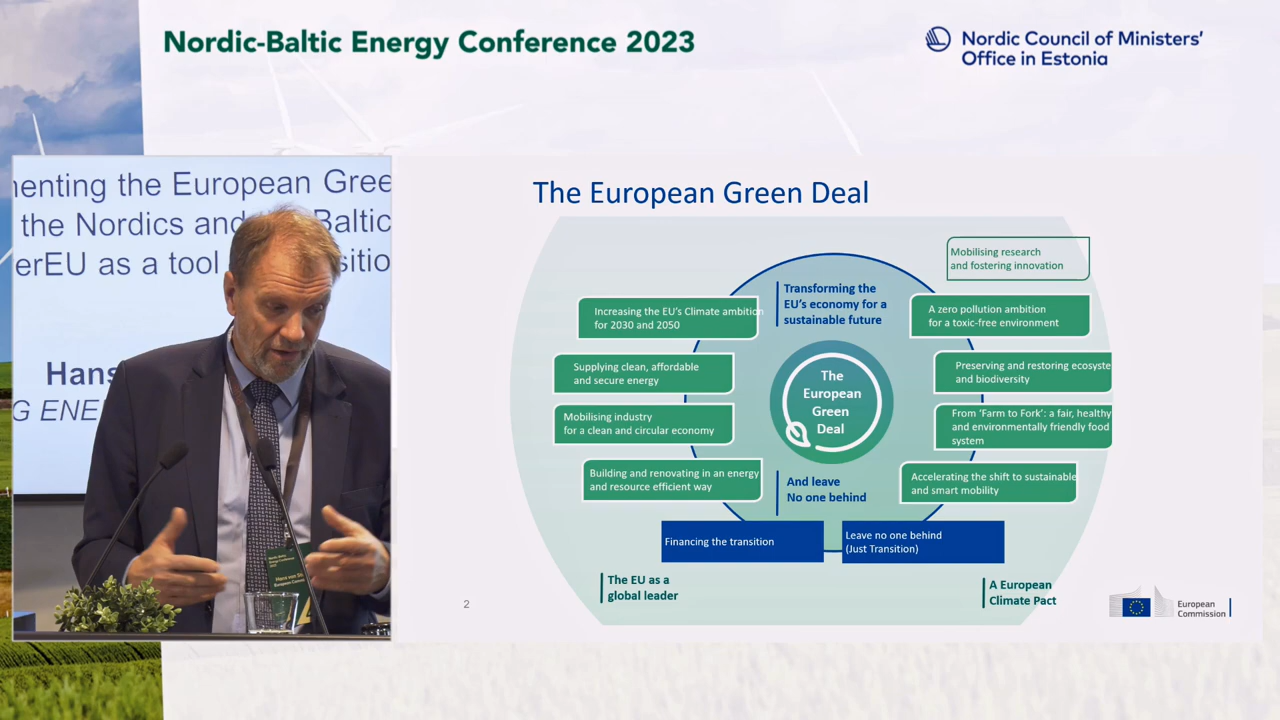 Nordic-Baltic Energy Conference 2023
Nordic Council of Ministers'
Office in Estonia
enting the European Gree
the Nordics and Baltic
erEU as a tool sitio
Hans
G ENE
The European Green Deal
Mobilising research
and fostering innovation
Transforming the
EU's economy for a
sustainable future
Increasing the EU's Climate ambition
for 2030 and 2050
A zero pollution ambition
for a toxic-free environment
Supplying clean, affordable
and secure energy
Preserving and restoring ecosyste
and biodiversity
The
European
Green
Deal
Mobilising industry
for a clean and circular economy
From 'Farm to Fork': a fair, healthy
and environmentally friendly food
system
Building and renovating in an energy
and resource efficient way
And leave
No one behind
Accelerating the shift to sustainable
and smart mobility
Financing the transition
Leave no one behind
(Just Transition)
The EU as a
global leader
A European
Climate Pact
2
European
Commission